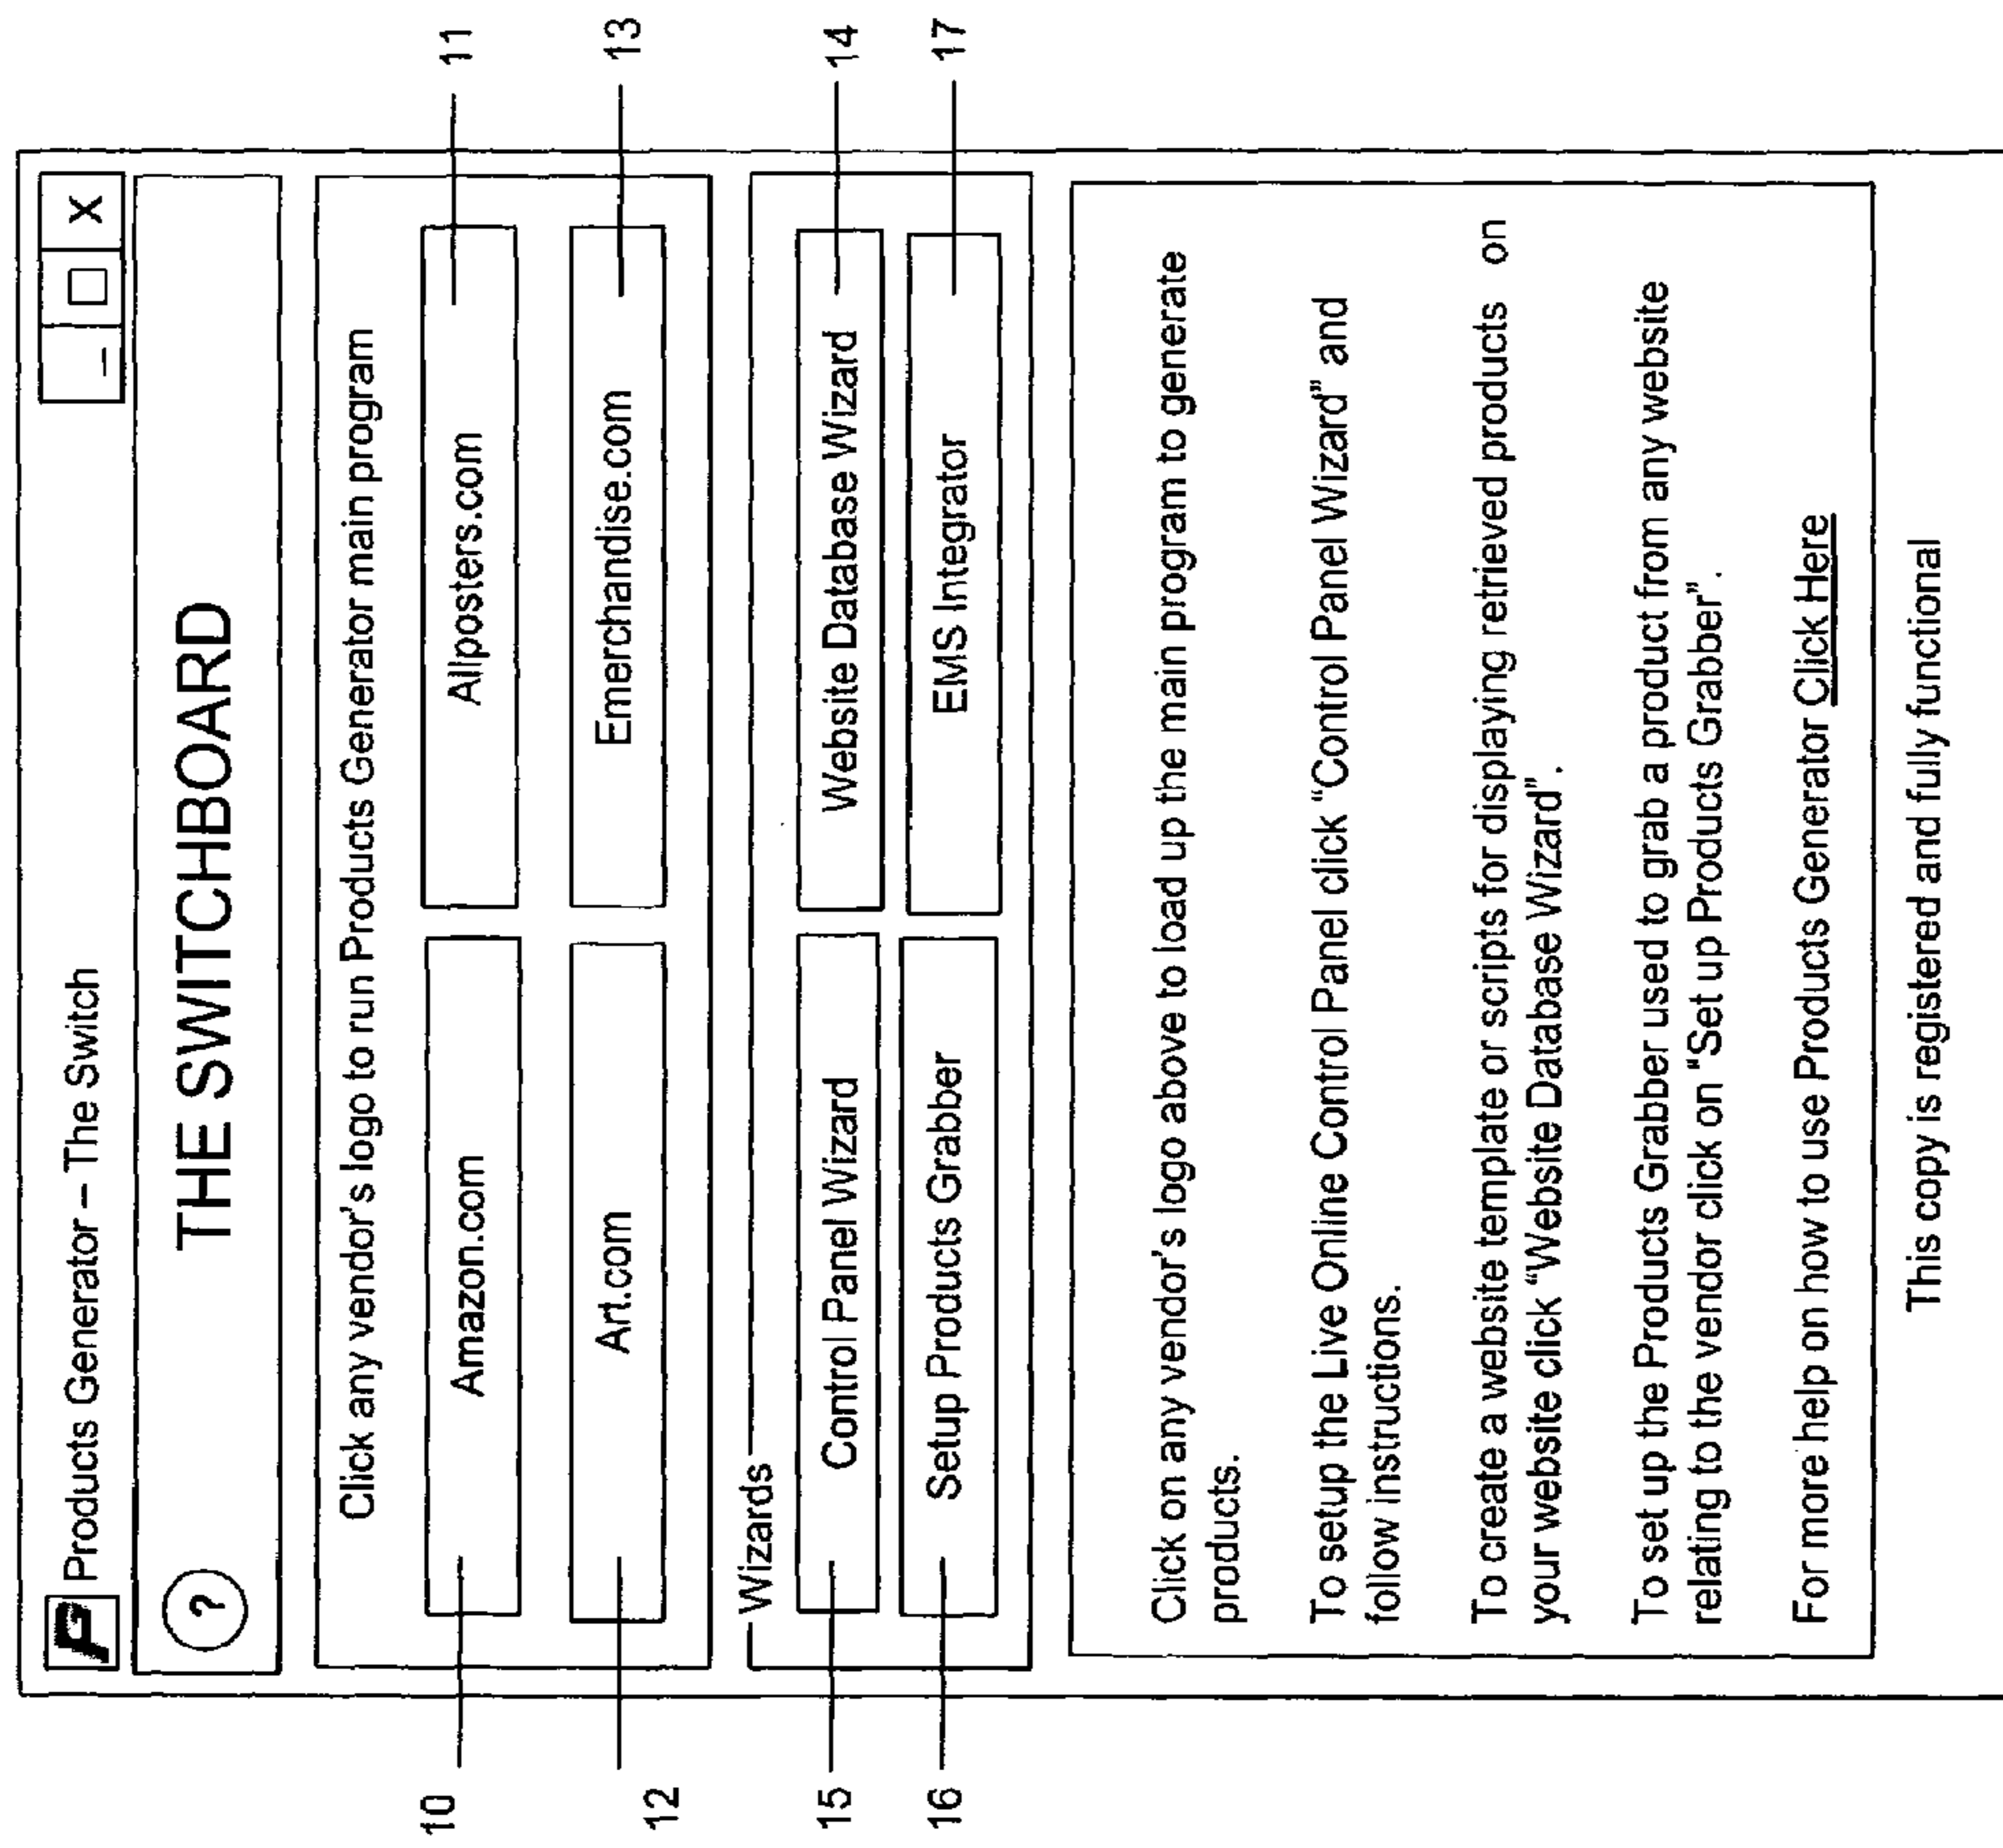 Products Generator – The Switch
_ □ X
?
THE SWITCHBOARD
Click any vendor's logo to run Products Generator main program
10
Amazon.com
Allposters.com
11
12
Art.com
Emerchandise.com
13
Wizards
15
Control Panel Wizard
Website Database Wizard
14
16
Setup Products Grabber
EMS Integrator
17
Click on any vendor's logo above to load up the main program to generate
products.
To setup the Live Online Control Panel click “Control Panel Wizard” and
follow instructions.
To create a website template or scripts for displaying retrieved products on
your website click “Website Database Wizard”.
To set up the Products Grabber used to grab a product from any website
relating to the vendor click on “Set up Products Grabber”.
For more help on how to use Products Generator Click Here
This copy is registered and fully functional